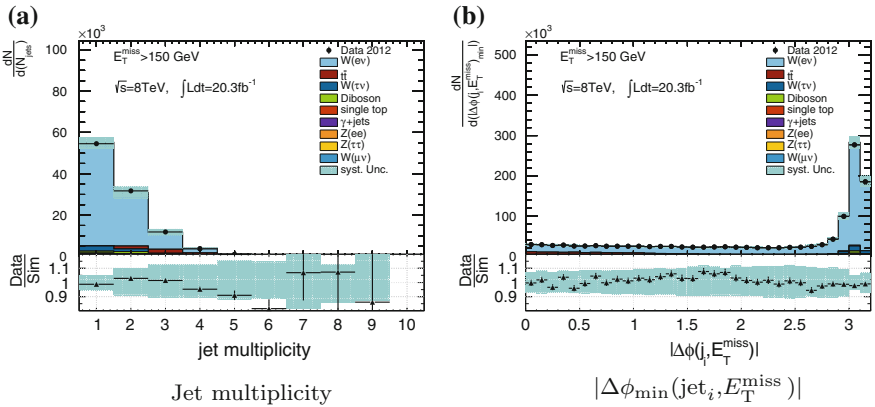 (a)
×10³
dN
d(N_jets)
E_T^miss>150 GeV
√s=8TeV, ∫Ldt=20.3fb⁻¹
Data 2012
W(eν)
tt̄
W(τν)
Diboson
single top
γ+jets
Z(ee)
Z(ττ)
W(μν)
syst. Unc.
100
80
60
40
20
0
Data
Sim
1.1
1
0.9
1 2 3 4 5 6 7 8 9 10
jet multiplicity
Jet multiplicity
(b)
×10³
dN
d(|Δϕ(j_i,E_T^miss)_min|)
E_T^miss>150 GeV
√s=8TeV, ∫Ldt=20.3fb⁻¹
Data 2012
W(eν)
tt̄
W(τν)
Diboson
single top
γ+jets
Z(ee)
Z(ττ)
W(μν)
syst. Unc.
500
400
300
200
100
0
Data
Sim
1.1
1
0.9
0 0.5 1 1.5 2 2.5 3
|Δϕ(j_i,E_T^miss)|
|Δϕ_min(jet_i,E_T^miss)|